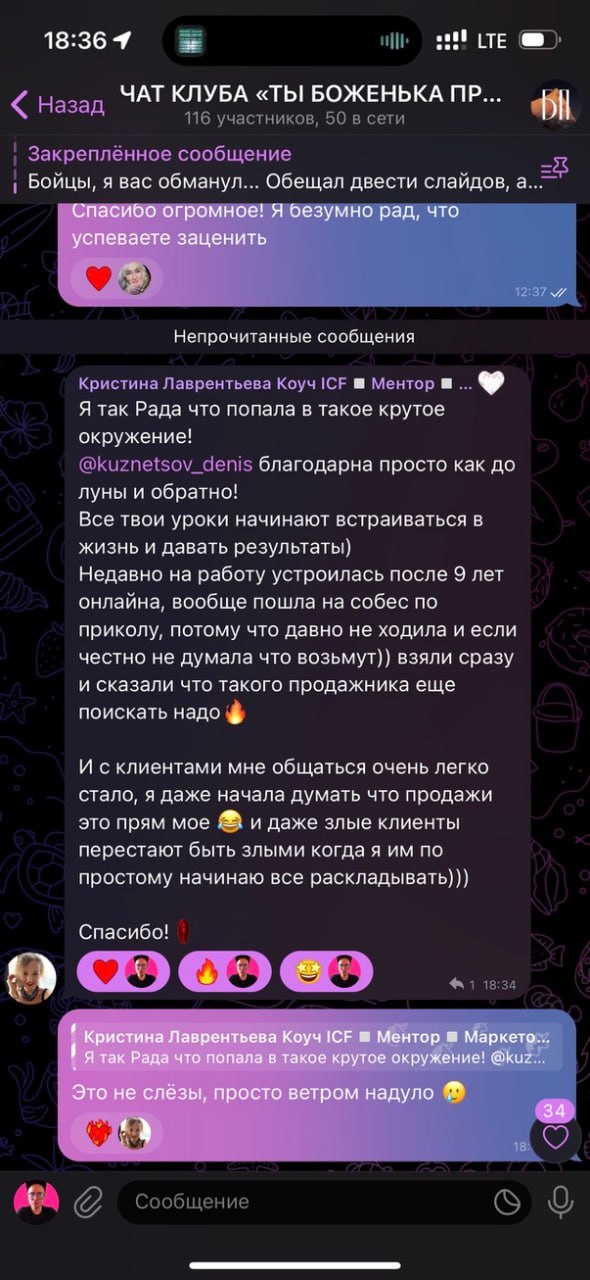 18:36
LTE
Назад
ЧАТ КЛУБА «ТЫ БОЖЕНЬКА ПР...
116 участников, 50 в сети
БП
Закреплённое сообщение
Бойцы, я вас обманул... Обещал двести слайдов, а...
Спасибо огромное! Я безумно рад, что
успеваете заценить
12:37
Непрочитанные сообщения
Кристина Лаврентьева Коуч ICF ◾ Ментор ◾ ...
Я так Рада что попала в такое крутое
окружение!
@kuznetsov_denis благодарна просто как до
луны и обратно!
Все твои уроки начинают встраиваться в
жизнь и давать результаты)
Недавно на работу устроилась после 9 лет
онлайна, вообще пошла на собес по
приколу, потому что давно не ходила и если
честно не думала что возьмут)) взяли сразу
и сказали что такого продажника еще
поискать надо🔥
И с клиентами мне общаться очень легко
стало, я даже начала думать что продажи
это прям мое 😂 и даже злые клиенты
перестают быть злыми когда я им по
простому начинаю все раскладывать)))
Спасибо!
1 18:34
Кристина Лаврентьева Коуч ICF ◾ Ментор ◾ Маркето...
Я так Рада что попала в такое крутое окружение! @kuz...
Это не слёзы, просто ветром надуло 🥲
34
18:
Сообщение